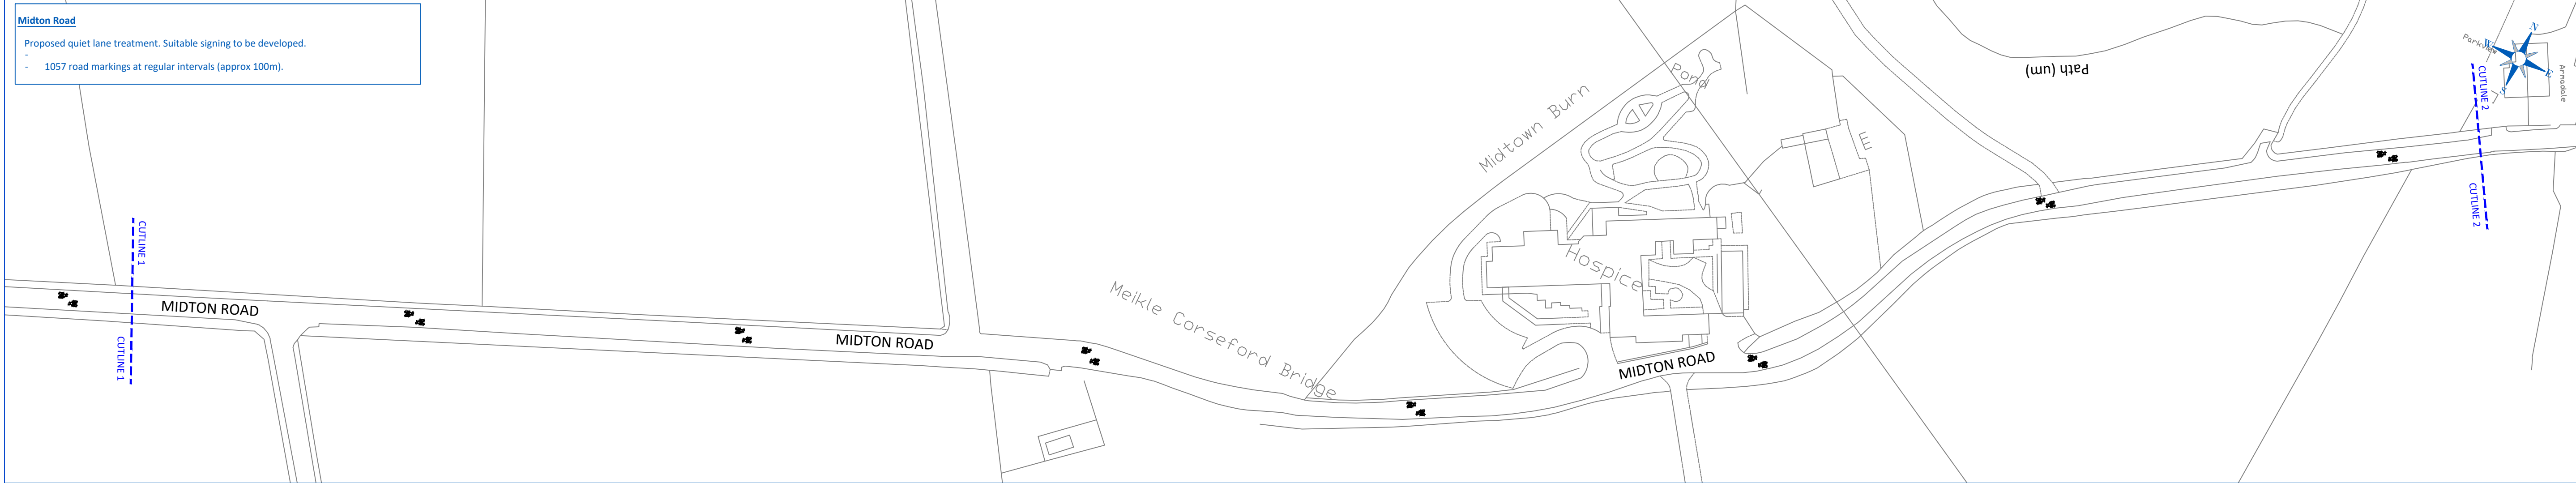 Midton Road
Proposed quiet lane treatment. Suitable signing to be developed.
-
- 1057 road markings at regular intervals (approx 100m).
CUTLINE 1
CUTLINE 1
MIDTON ROAD
MIDTON ROAD
Meikle Corseford Bridge
Midtown Burn
Pond
Hospice
MIDTON ROAD
Path (um)
CUTLINE 2
CUTLINE 2
Parkview
Armadale
N
W
E
S